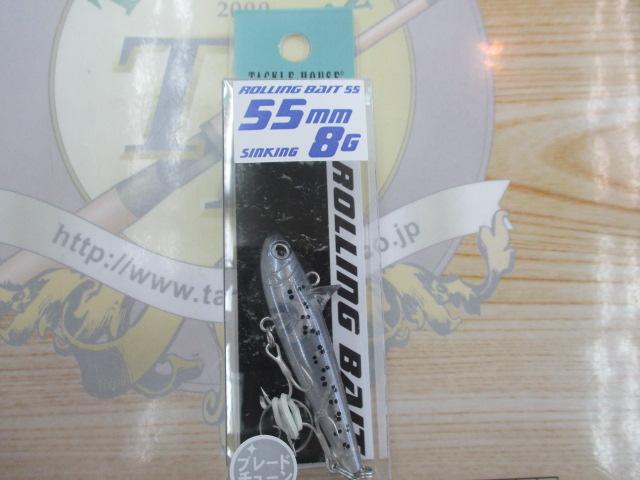 2000
TACKLE HOUSE®
ROLLING BAIT 55
55mm
SINKING 8G
ROLLING BAIT
http://www.ta
co.jp
ブレード
チューン